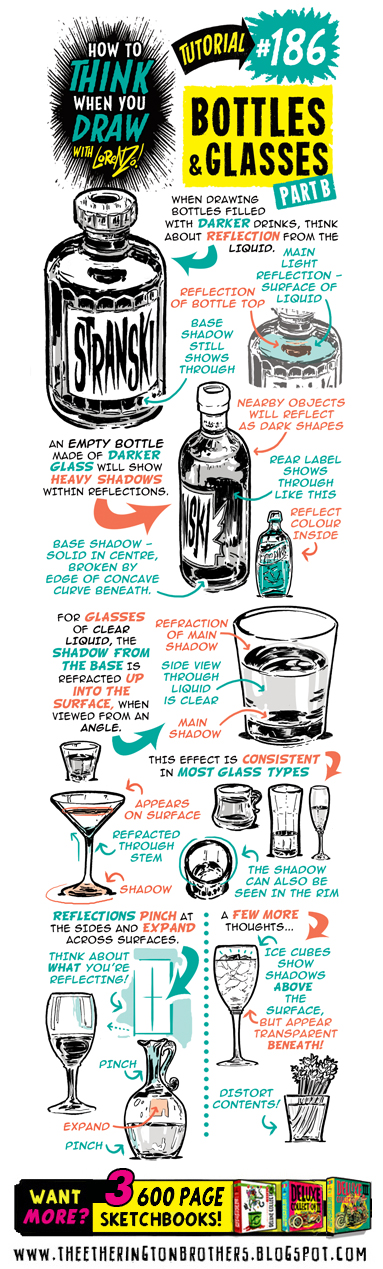 HOW TO
THINK
WHEN YOU
DRAW
WITH LORENZO!
TUTORIAL
#186
BOTTLES
& GLASSES
PART B
WHEN DRAWING
BOTTLES FILLED
WITH DARKER DRINKS, THINK
ABOUT REFLECTION FROM THE
LIQUID.
MAIN
LIGHT
REFLECTION –
SURFACE OF
LIQUID
REFLECTION
OF BOTTLE TOP
STRANSKI
BASE
SHADOW
STILL
SHOWS
THROUGH
NEARBY OBJECTS
WILL REFLECT
AS DARK SHAPES
AN EMPTY BOTTLE
MADE OF DARKER
GLASS WILL SHOW
HEAVY SHADOWS
WITHIN REFLECTIONS.
REAR LABEL
SHOWS
THROUGH
LIKE THIS
NSKI
REFLECT
COLOUR
INSIDE
BASE SHADOW –
SOLID IN CENTRE,
BROKEN BY
EDGE OF CONCAVE
CURVE BENEATH.
FOR GLASSES
OF CLEAR
LIQUID, THE
SHADOW FROM
THE BASE IS
REFRACTED UP
INTO THE
SURFACE, WHEN
VIEWED FROM AN
ANGLE.
REFRACTION
OF MAIN
SHADOW
SIDE VIEW
THROUGH
LIQUID
IS CLEAR
MAIN
SHADOW
THIS EFFECT IS CONSISTENT
IN MOST GLASS TYPES
APPEARS
ON SURFACE
REFRACTED
THROUGH
STEM
SHADOW
THE SHADOW
CAN ALSO BE
SEEN IN THE RIM
REFLECTIONS PINCH AT
THE SIDES AND EXPAND
ACROSS SURFACES.
THINK ABOUT
WHAT YOU'RE
REFLECTING!
PINCH
EXPAND
PINCH
A FEW MORE
THOUGHTS...
ICE CUBES
SHOW
SHADOWS
ABOVE
THE
SURFACE,
BUT APPEAR
TRANSPARENT
BENEATH!
DISTORT
CONTENTS!
WANT
MORE?
3 600 PAGE
SKETCHBOOKS!
DELUXE
WWW.THEETHERINGTONBROTHERS.BLOGSPOT.COM